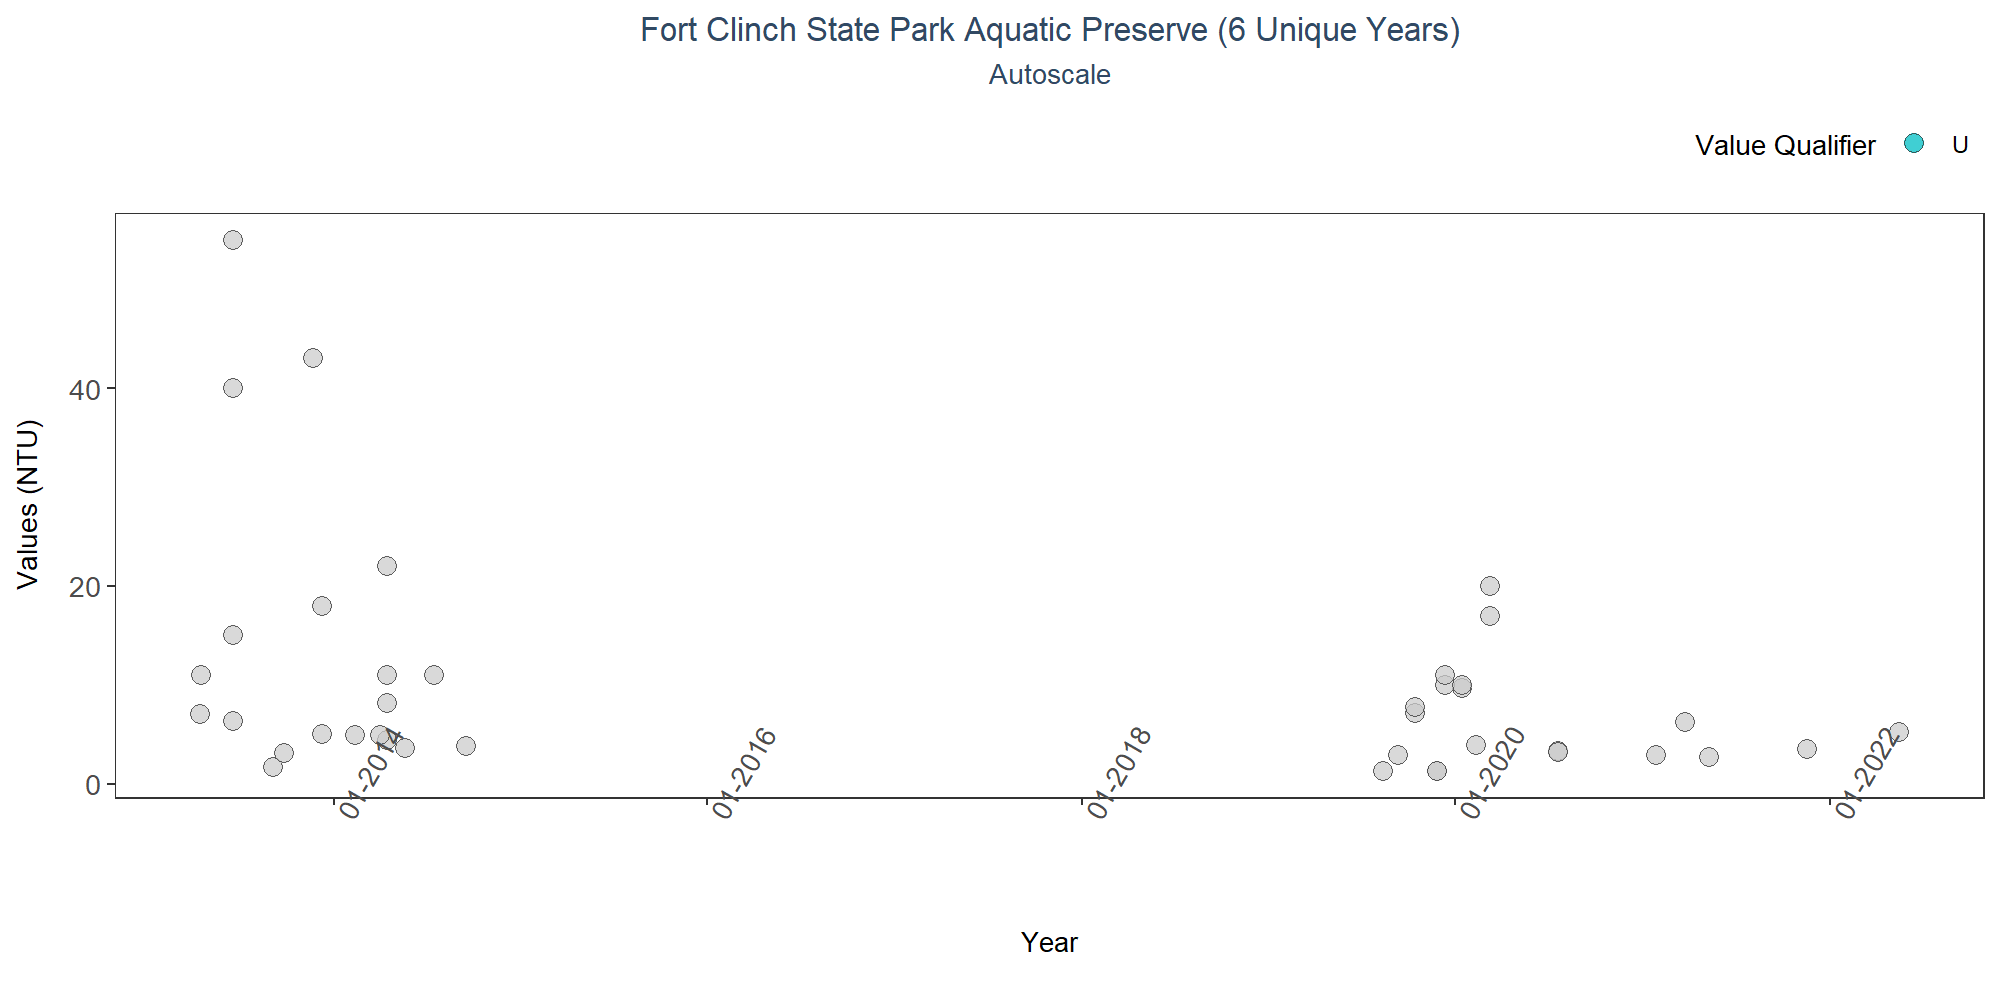 Fort Clinch State Park Aquatic Preserve (6 Unique Years)
Autoscale
Value Qualifier U
Values (NTU)
40
20
0
01-2014 01-2016 01-2018 01-2020 01-2022
Year